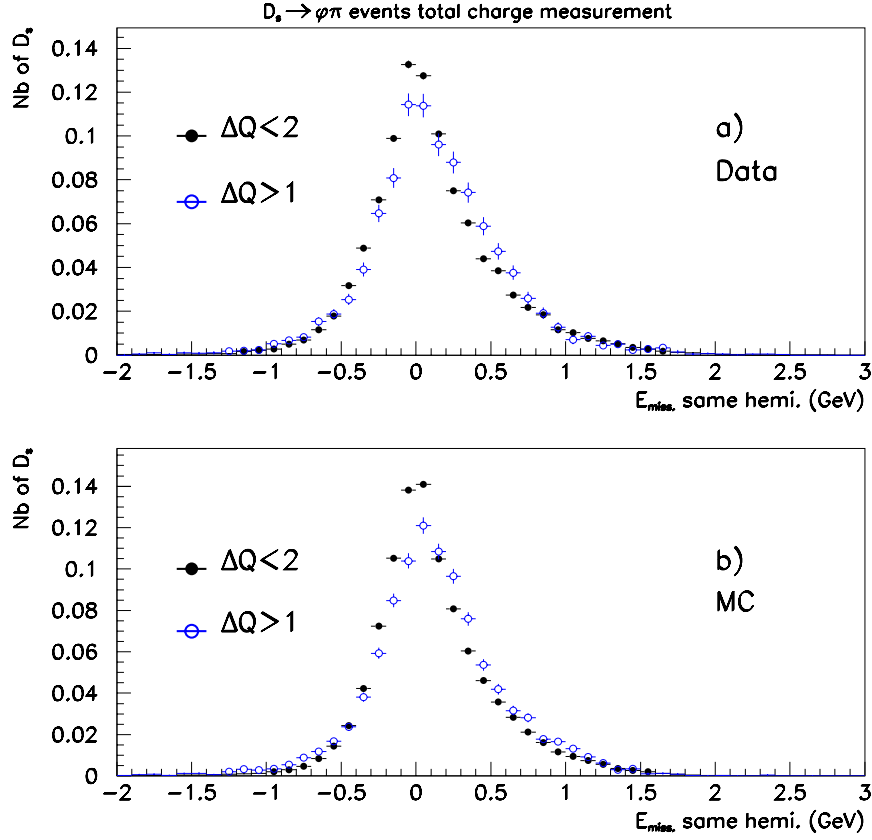 Dₛ→φπ events total charge measurement
Nb of Dₛ
0.14
0.12
0.1
0.08
0.06
0.04
0.02
0
ΔQ<2
ΔQ>1
a)
Data
−2 −1.5 −1 −0.5 0 0.5 1 1.5 2 2.5 3
E_miss. same hemi. (GeV)
Nb of Dₛ
0.14
0.12
0.1
0.08
0.06
0.04
0.02
0
ΔQ<2
ΔQ>1
b)
MC
−2 −1.5 −1 −0.5 0 0.5 1 1.5 2 2.5 3
E_miss. same hemi. (GeV)